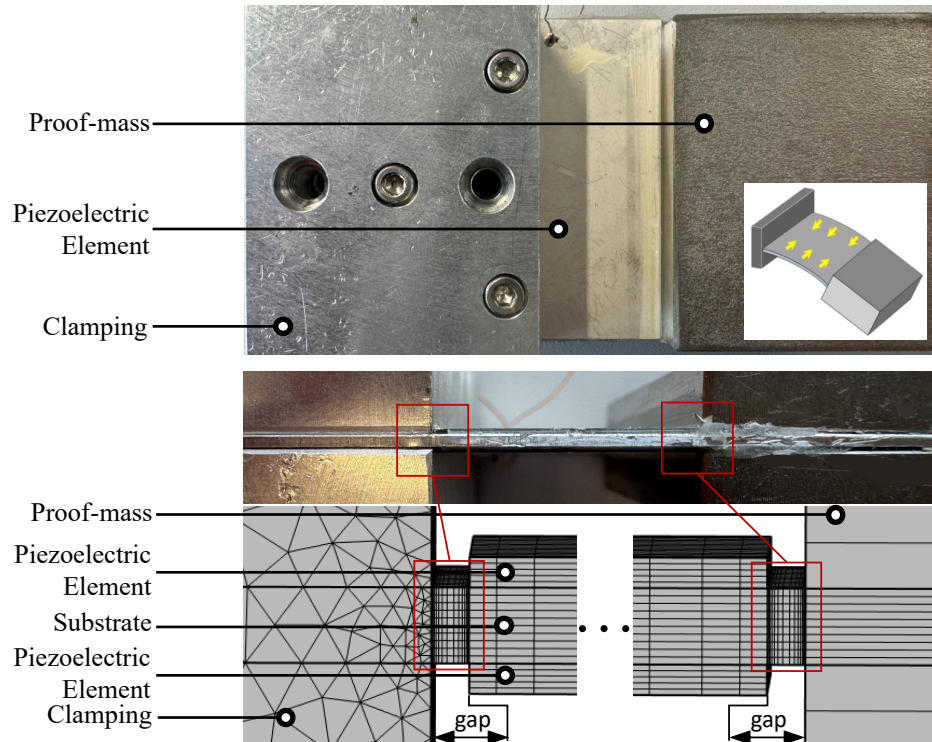 Proof-mass
Piezoelectric
Element
Clamping
Proof-mass
Piezoelectric
Element
Substrate
Piezoelectric
Element
Clamping
gap
gap